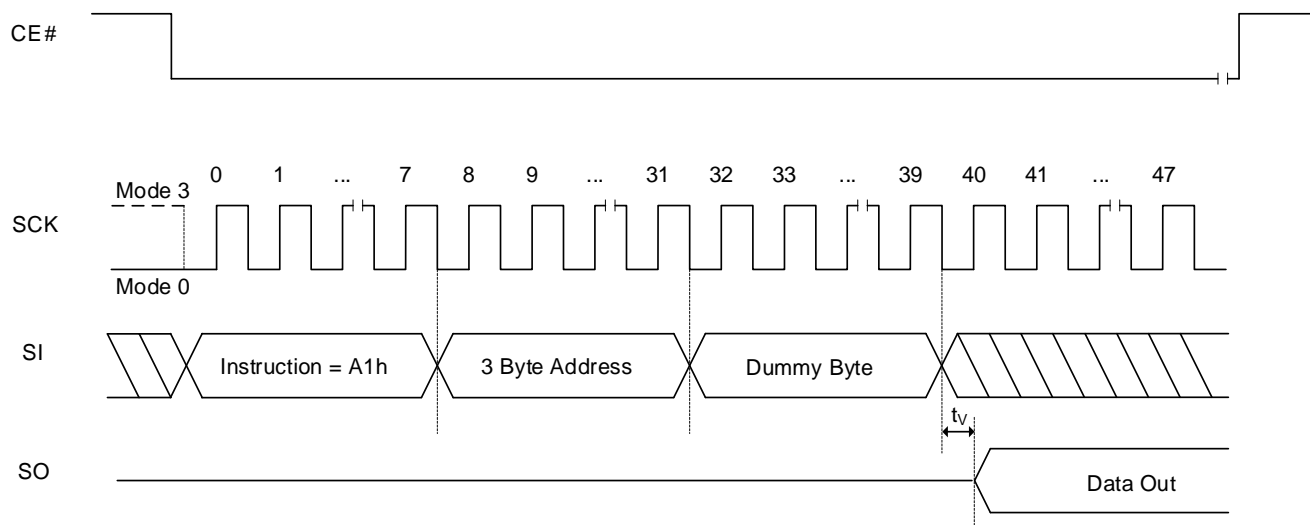 CE#
0 1 ... 7 8 9 ... 31 32 33 ... 39 40 41 ... 47
Mode 3
SCK
Mode 0
SI
Instruction = A1h
3 Byte Address
Dummy Byte
tV
SO
Data Out